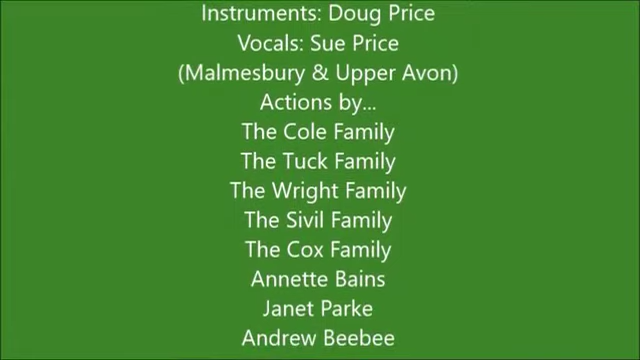 Instruments: Doug Price
Vocals: Sue Price
(Malmesbury & Upper Avon)
Actions by...
The Cole Family
The Tuck Family
The Wright Family
The Sivil Family
The Cox Family
Annette Bains
Janet Parke
Andrew Beebee